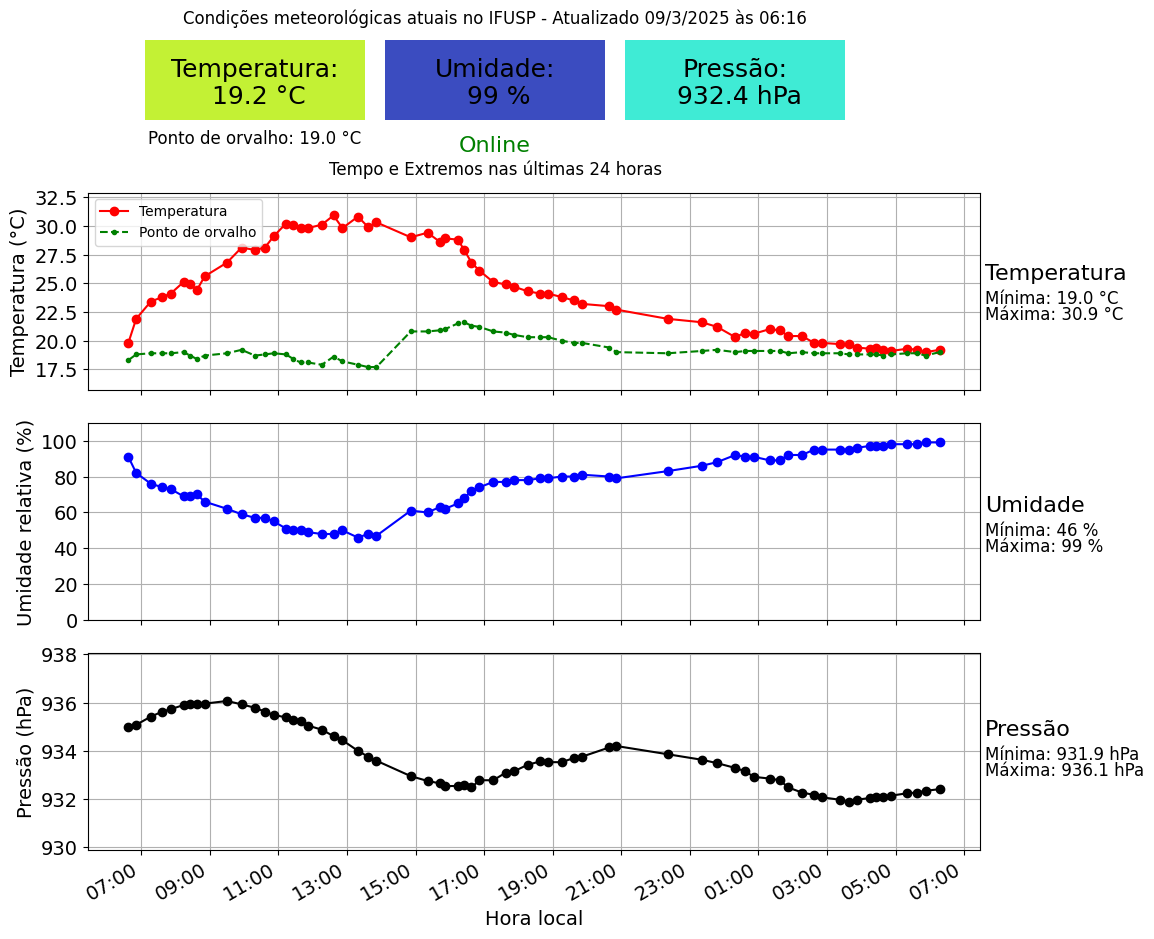 Condições meteorológicas atuais no IFUSP - Atualizado 09/3/2025 às 06:16
Temperatura:
19.2 °C
Umidade:
99 %
Pressão:
932.4 hPa
Ponto de orvalho: 19.0 °C
Online
Tempo e Extremos nas últimas 24 horas
Temperatura
Ponto de orvalho
Temperatura (°C)
32.5
30.0
27.5
25.0
22.5
20.0
17.5
Temperatura
Mínima: 19.0 °C
Máxima: 30.9 °C
Umidade relativa (%)
100
80
60
40
20
0
Umidade
Mínima: 46 %
Máxima: 99 %
Pressão (hPa)
938
936
934
932
930
Pressão
Mínima: 931.9 hPa
Máxima: 936.1 hPa
07:00 09:00 11:00 13:00 15:00 17:00 19:00 21:00 23:00 01:00 03:00 05:00 07:00
Hora local